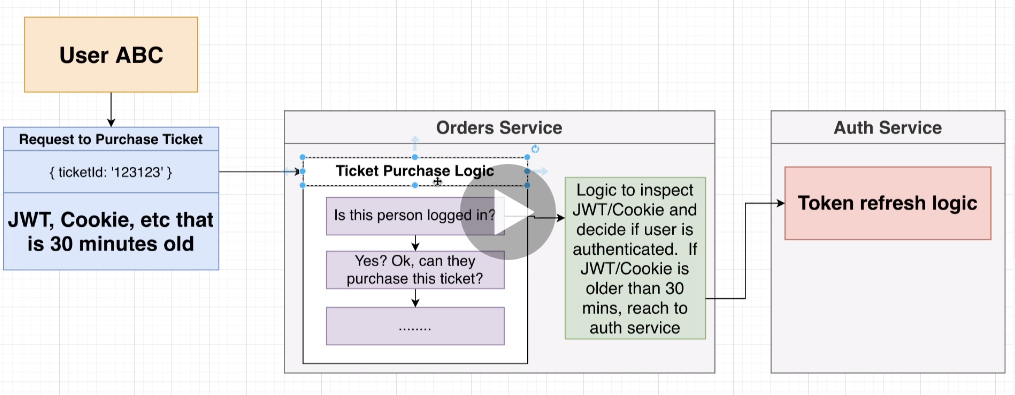 User ABC
Request to Purchase Ticket
{ ticketId: '123123' }
JWT, Cookie, etc that
is 30 minutes old
Orders Service
Ticket Purchase Logic
Is this person logged in?
Yes? Ok, can they
purchase this ticket?
........
Logic to inspect
JWT/Cookie and
decide if user is
authenticated. If
JWT/Cookie is
older than 30
mins, reach to
auth service
Auth Service
Token refresh logic